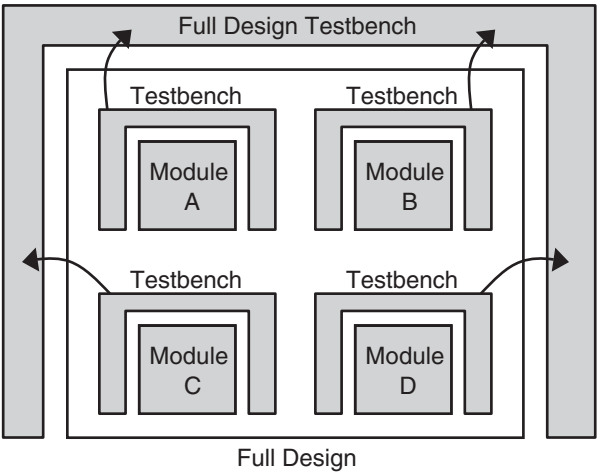 Full Design Testbench
Testbench
Testbench
Module
A
Module
B
Testbench
Testbench
Module
C
Module
D
Full Design